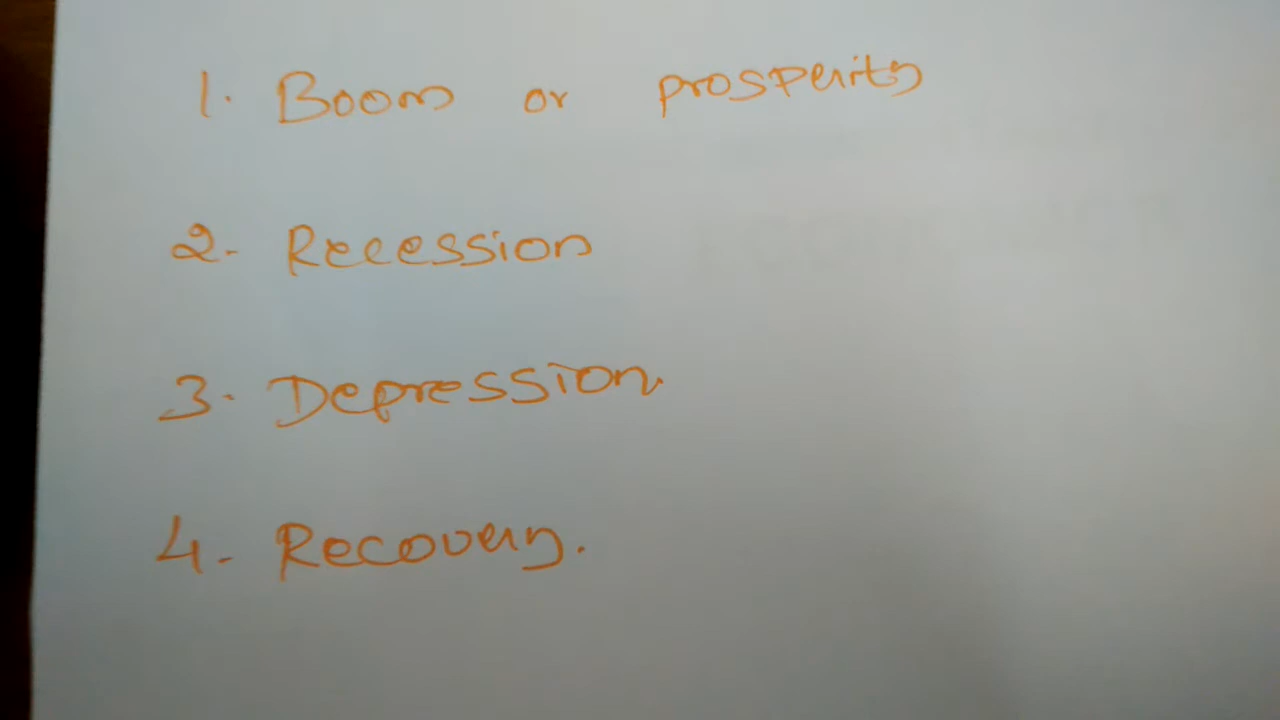 1. Boom or prosperity
2. Recession
3. Depression.
4. Recovery.